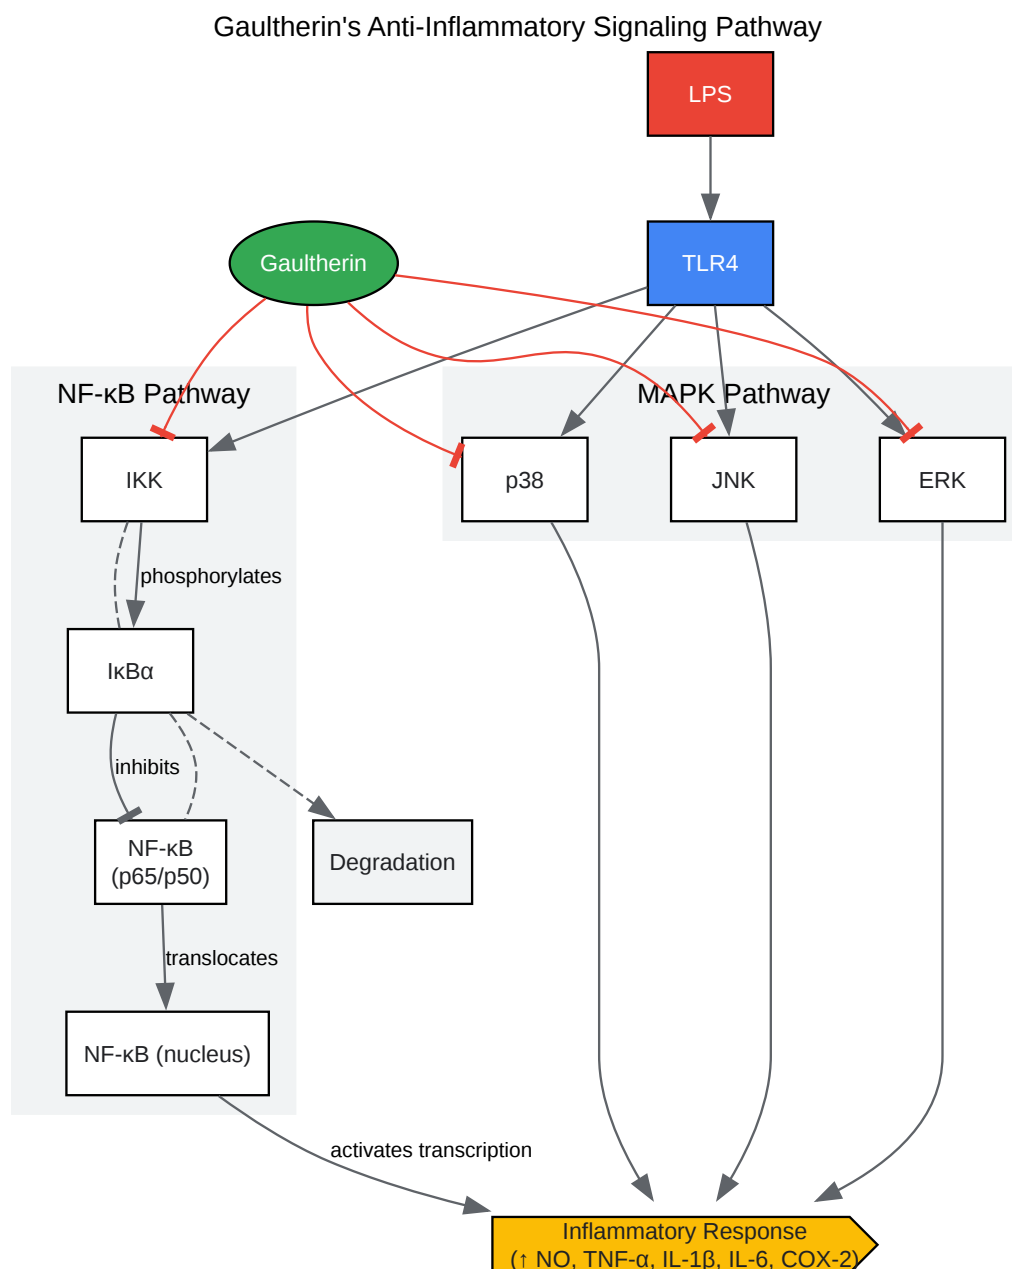 Gaultherin's Anti-Inflammatory Signaling Pathway
LPS
Gaultherin
TLR4
NF-κB Pathway
MAPK Pathway
IKK
p38
JNK
ERK
phosphorylates
IκBα
inhibits
NF-κB
(p65/p50)
Degradation
translocates
NF-κB (nucleus)
activates transcription
Inflammatory Response
(↑ NO, TNF-α, IL-1β, IL-6, COX-2)